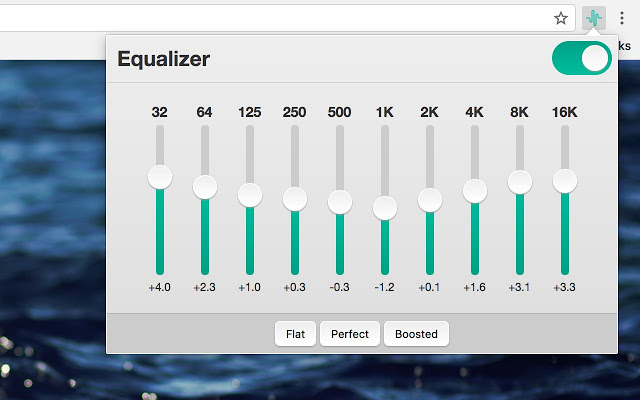 ks
Equalizer
32 64 125 250 500 1K 2K 4K 8K 16K
+4.0 +2.3 +1.0 +0.3 -0.3 -1.2 +0.1 +1.6 +3.1 +3.3
Flat Perfect Boosted